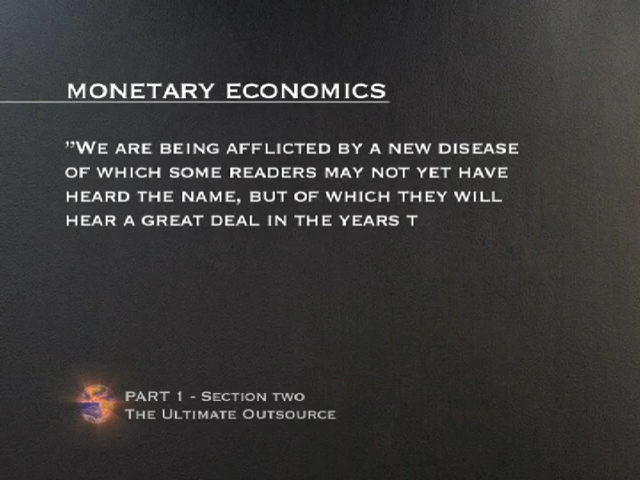 MONETARY ECONOMICS
”WE ARE BEING AFFLICTED BY A NEW DISEASE
OF WHICH SOME READERS MAY NOT YET HAVE
HEARD THE NAME, BUT OF WHICH THEY WILL
HEAR A GREAT DEAL IN THE YEARS T
PART 1 - SECTION TWO
THE ULTIMATE OUTSOURCE